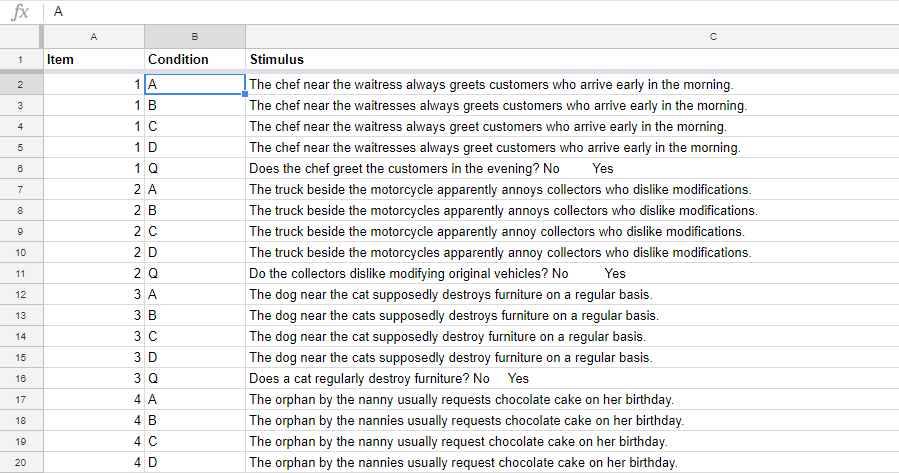 fx A
A B C
1 Item Condition Stimulus
2 1 A The chef near the waitress always greets customers who arrive early in the morning.
3 1 B The chef near the waitresses always greets customers who arrive early in the morning.
4 1 C The chef near the waitress always greet customers who arrive early in the morning.
5 1 D The chef near the waitresses always greet customers who arrive early in the morning.
6 1 Q Does the chef greet the customers in the evening? No Yes
7 2 A The truck beside the motorcycle apparently annoys collectors who dislike modifications.
8 2 B The truck beside the motorcycles apparently annoys collectors who dislike modifications.
9 2 C The truck beside the motorcycle apparently annoy collectors who dislike modifications.
10 2 D The truck beside the motorcycles apparently annoy collectors who dislike modifications.
11 2 Q Do the collectors dislike modifying original vehicles? No Yes
12 3 A The dog near the cat supposedly destroys furniture on a regular basis.
13 3 B The dog near the cats supposedly destroys furniture on a regular basis.
14 3 C The dog near the cat supposedly destroy furniture on a regular basis.
15 3 D The dog near the cats supposedly destroy furniture on a regular basis.
16 3 Q Does a cat regularly destroy furniture? No Yes
17 4 A The orphan by the nanny usually requests chocolate cake on her birthday.
18 4 B The orphan by the nannies usually requests chocolate cake on her birthday.
19 4 C The orphan by the nanny usually request chocolate cake on her birthday.
20 4 D The orphan by the nannies usually request chocolate cake on her birthday.